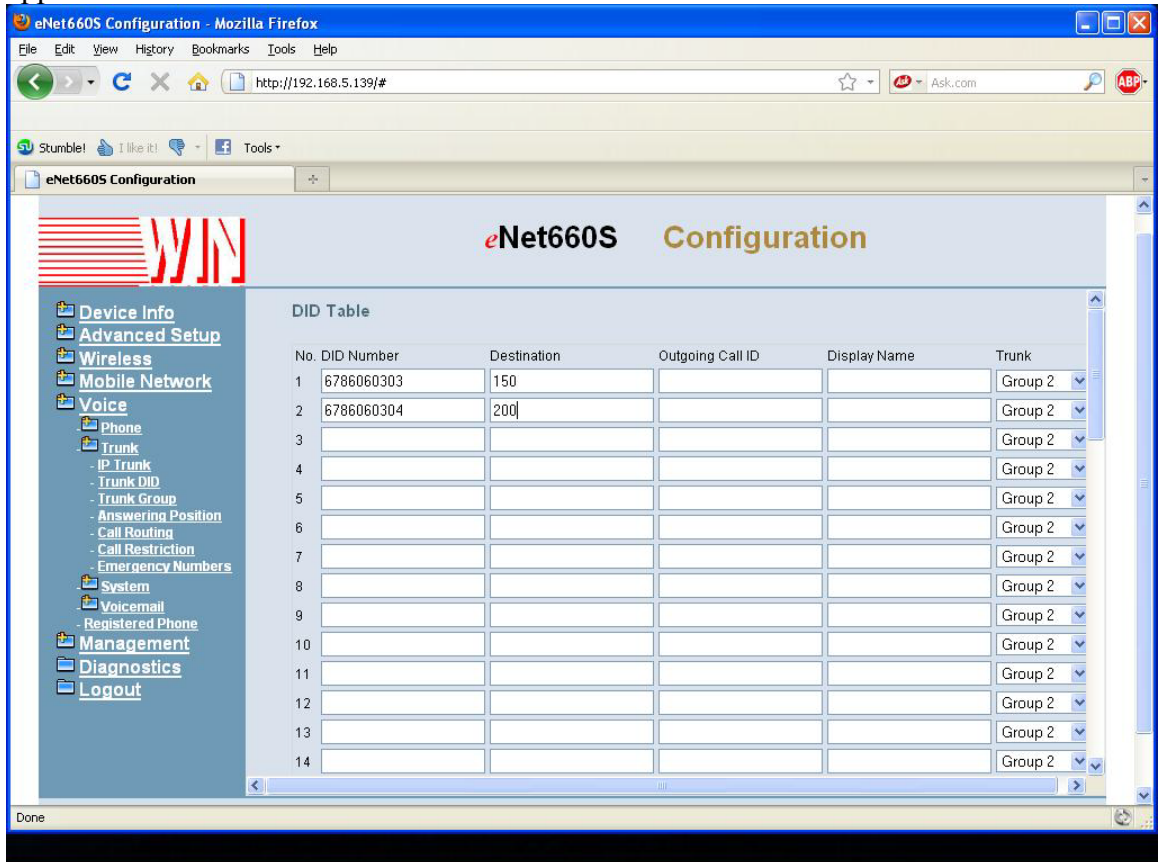 eNet660S Configuration - Mozilla Firefox
File Edit View History Bookmarks Tools Help
http://192.168.5.139/# Ask.com ABP
Stumble! I like it! Tools
eNet660S Configuration
WIN
eNet660S Configuration
Device Info
Advanced Setup
Wireless
Mobile Network
Voice
- Phone
- Trunk
- IP Trunk
- Trunk DID
- Trunk Group
- Answering Position
- Call Routing
- Call Restriction
- Emergency Numbers
- System
- Voicemail
- Registered Phone
Management
Diagnostics
Logout
DID Table
No. DID Number Destination Outgoing Call ID Display Name Trunk
1 6786060303 150 Group 2
2 6786060304 200 Group 2
3 Group 2
4 Group 2
5 Group 2
6 Group 2
7 Group 2
8 Group 2
9 Group 2
10 Group 2
11 Group 2
12 Group 2
13 Group 2
14 Group 2
Done